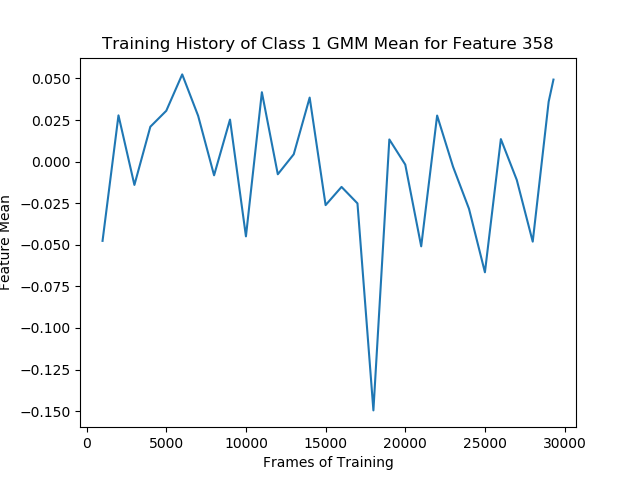 Training History of Class 1 GMM Mean for Feature 358
0.050
0.025
0.000
−0.025
−0.050
−0.075
−0.100
−0.125
−0.150
Feature Mean
0 5000 10000 15000 20000 25000 30000
Frames of Training